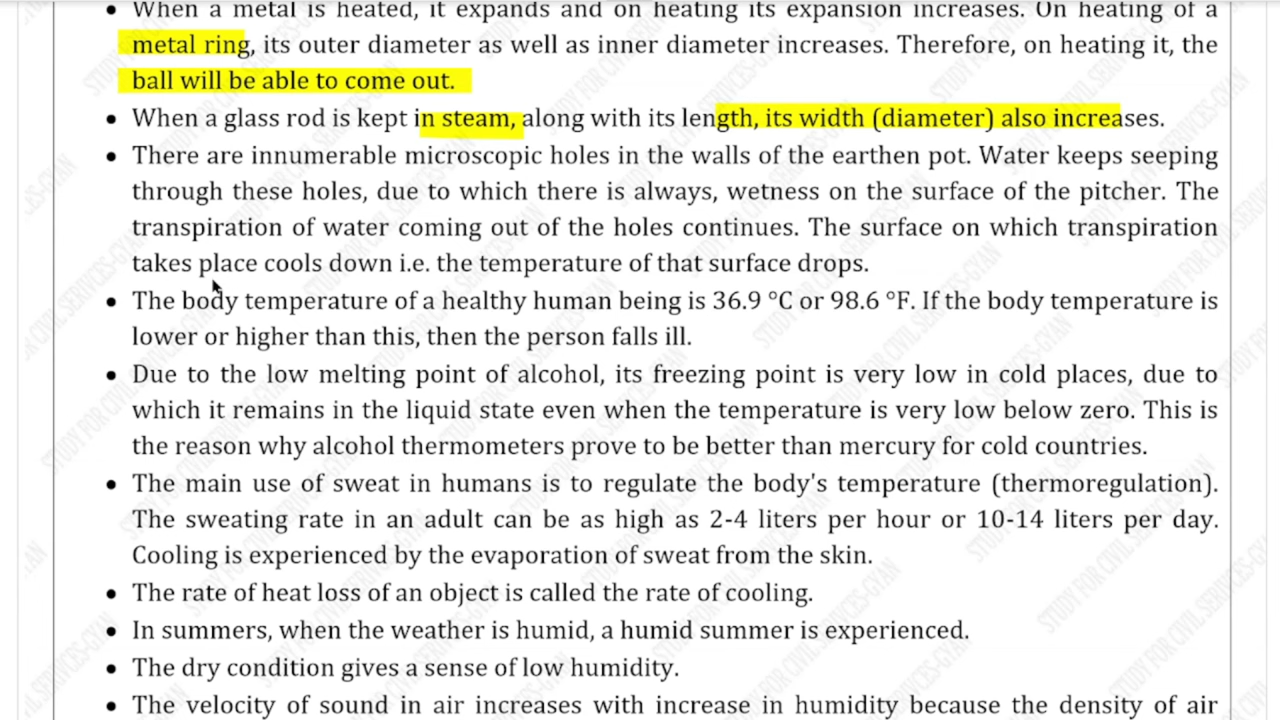 • When a metal is heated, it expands and on heating its expansion increases. On heating of a
metal ring, its outer diameter as well as inner diameter increases. Therefore, on heating it, the
ball will be able to come out.
• When a glass rod is kept in steam, along with its length, its width (diameter) also increases.
• There are innumerable microscopic holes in the walls of the earthen pot. Water keeps seeping
through these holes, due to which there is always, wetness on the surface of the pitcher. The
transpiration of water coming out of the holes continues. The surface on which transpiration
takes place cools down i.e. the temperature of that surface drops.
• The body temperature of a healthy human being is 36.9 °C or 98.6 °F. If the body temperature is
lower or higher than this, then the person falls ill.
• Due to the low melting point of alcohol, its freezing point is very low in cold places, due to
which it remains in the liquid state even when the temperature is very low below zero. This is
the reason why alcohol thermometers prove to be better than mercury for cold countries.
• The main use of sweat in humans is to regulate the body's temperature (thermoregulation).
The sweating rate in an adult can be as high as 2-4 liters per hour or 10-14 liters per day.
Cooling is experienced by the evaporation of sweat from the skin.
• The rate of heat loss of an object is called the rate of cooling.
• In summers, when the weather is humid, a humid summer is experienced.
• The dry condition gives a sense of low humidity.
• The velocity of sound in air increases with increase in humidity because the density of air
STUDY FOR CIVIL SERVICES-GYAN